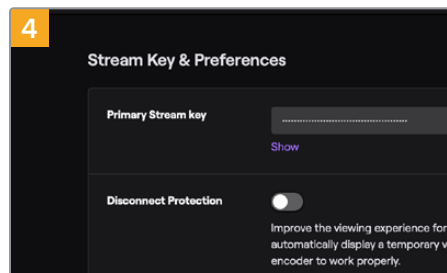 4
Stream Key & Preferences
Primary Stream key
Show
Disconnect Protection
Improve the viewing experience for
automatically display a temporary v
encoder to work properly.